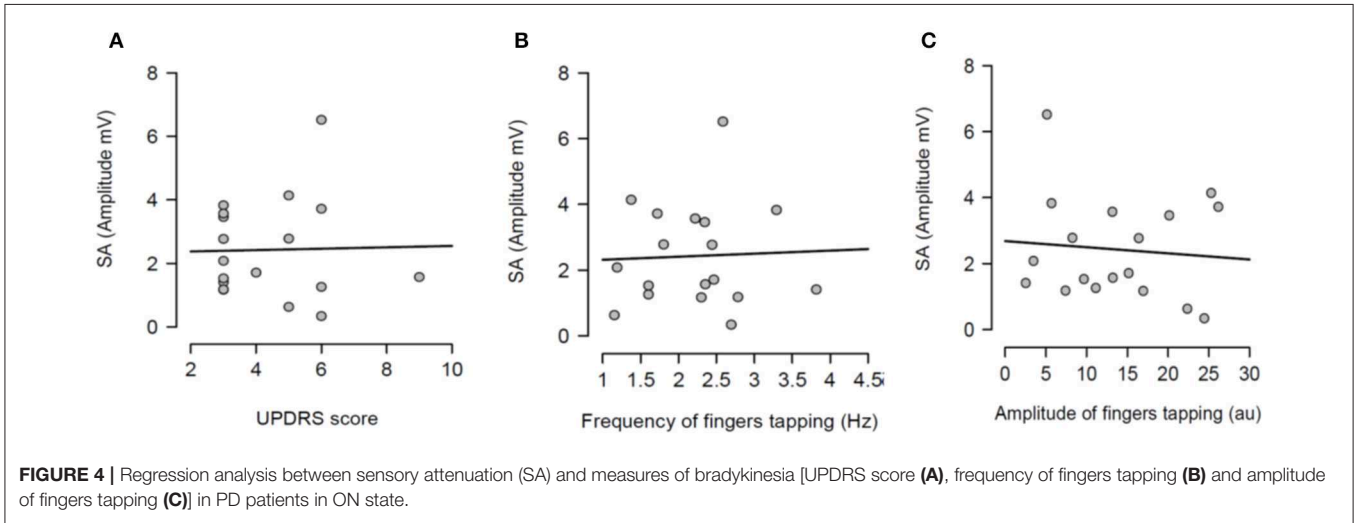 A
B
C
8
6
4
2
0
SA (Amplitude mV)
2 4 6 8 10
UPDRS score
8
6
4
2
0
SA (Amplitude mV)
1 1.5 2 2.5 3 3.5 4 4.5
Frequency of fingers tapping (Hz)
8
6
4
2
0
SA (Amplitude mV)
0 5 10 15 20 25 30
Amplitude of fingers tapping (au)
FIGURE 4 | Regression analysis between sensory attenuation (SA) and measures of bradykinesia [UPDRS score (A), frequency of fingers tapping (B) and amplitude
of fingers tapping (C)] in PD patients in ON state.